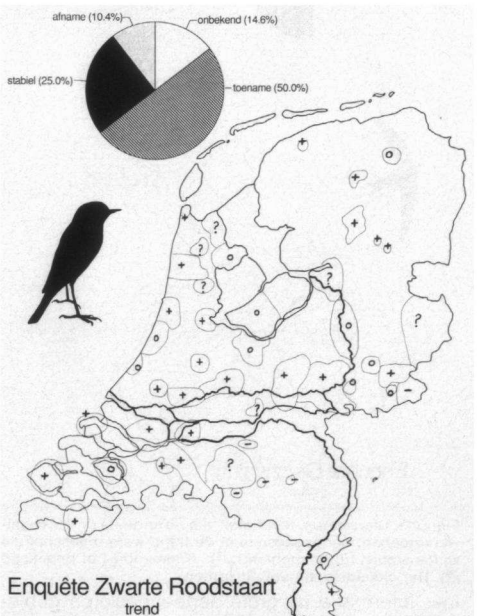 afname (10.4%)
onbekend (14.6%)
stabiel (25.0%)
toename (50.0%)
Enquête Zwarte Roodstaart
trend